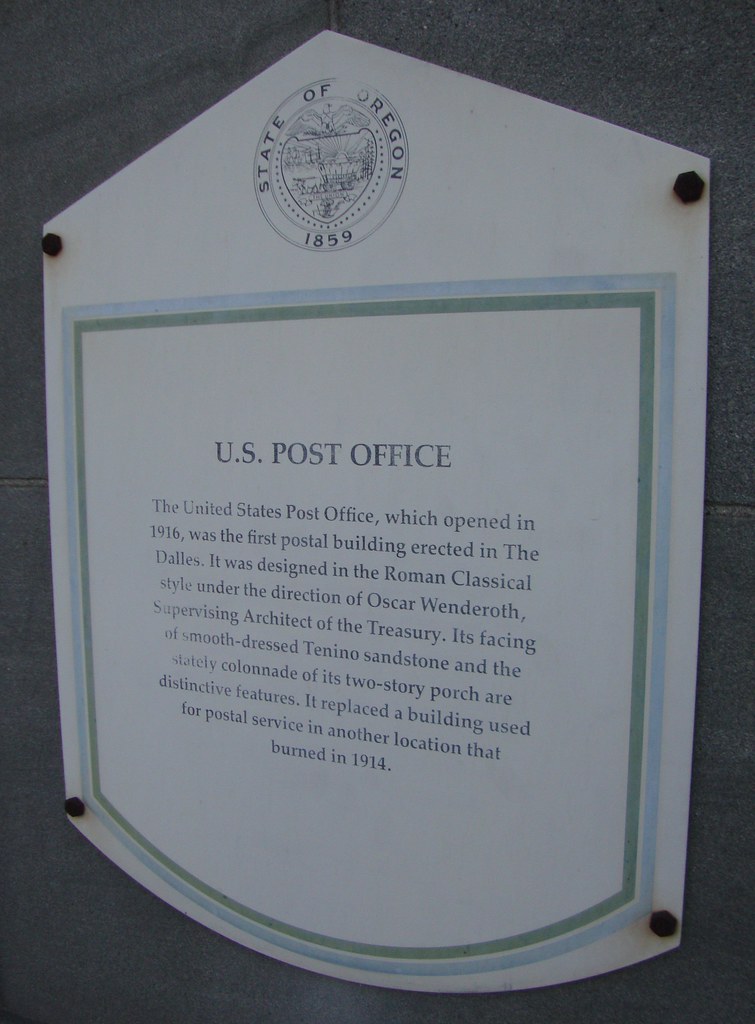 STATE OF OREGON
1859
U.S. POST OFFICE
The United States Post Office, which opened in
1916, was the first postal building erected in The
Dalles. It was designed in the Roman Classical
style under the direction of Oscar Wenderoth,
Supervising Architect of the Treasury. Its facing
of smooth-dressed Tenino sandstone and the
stately colonnade of its two-story porch are
distinctive features. It replaced a building used
for postal service in another location that
burned in 1914.